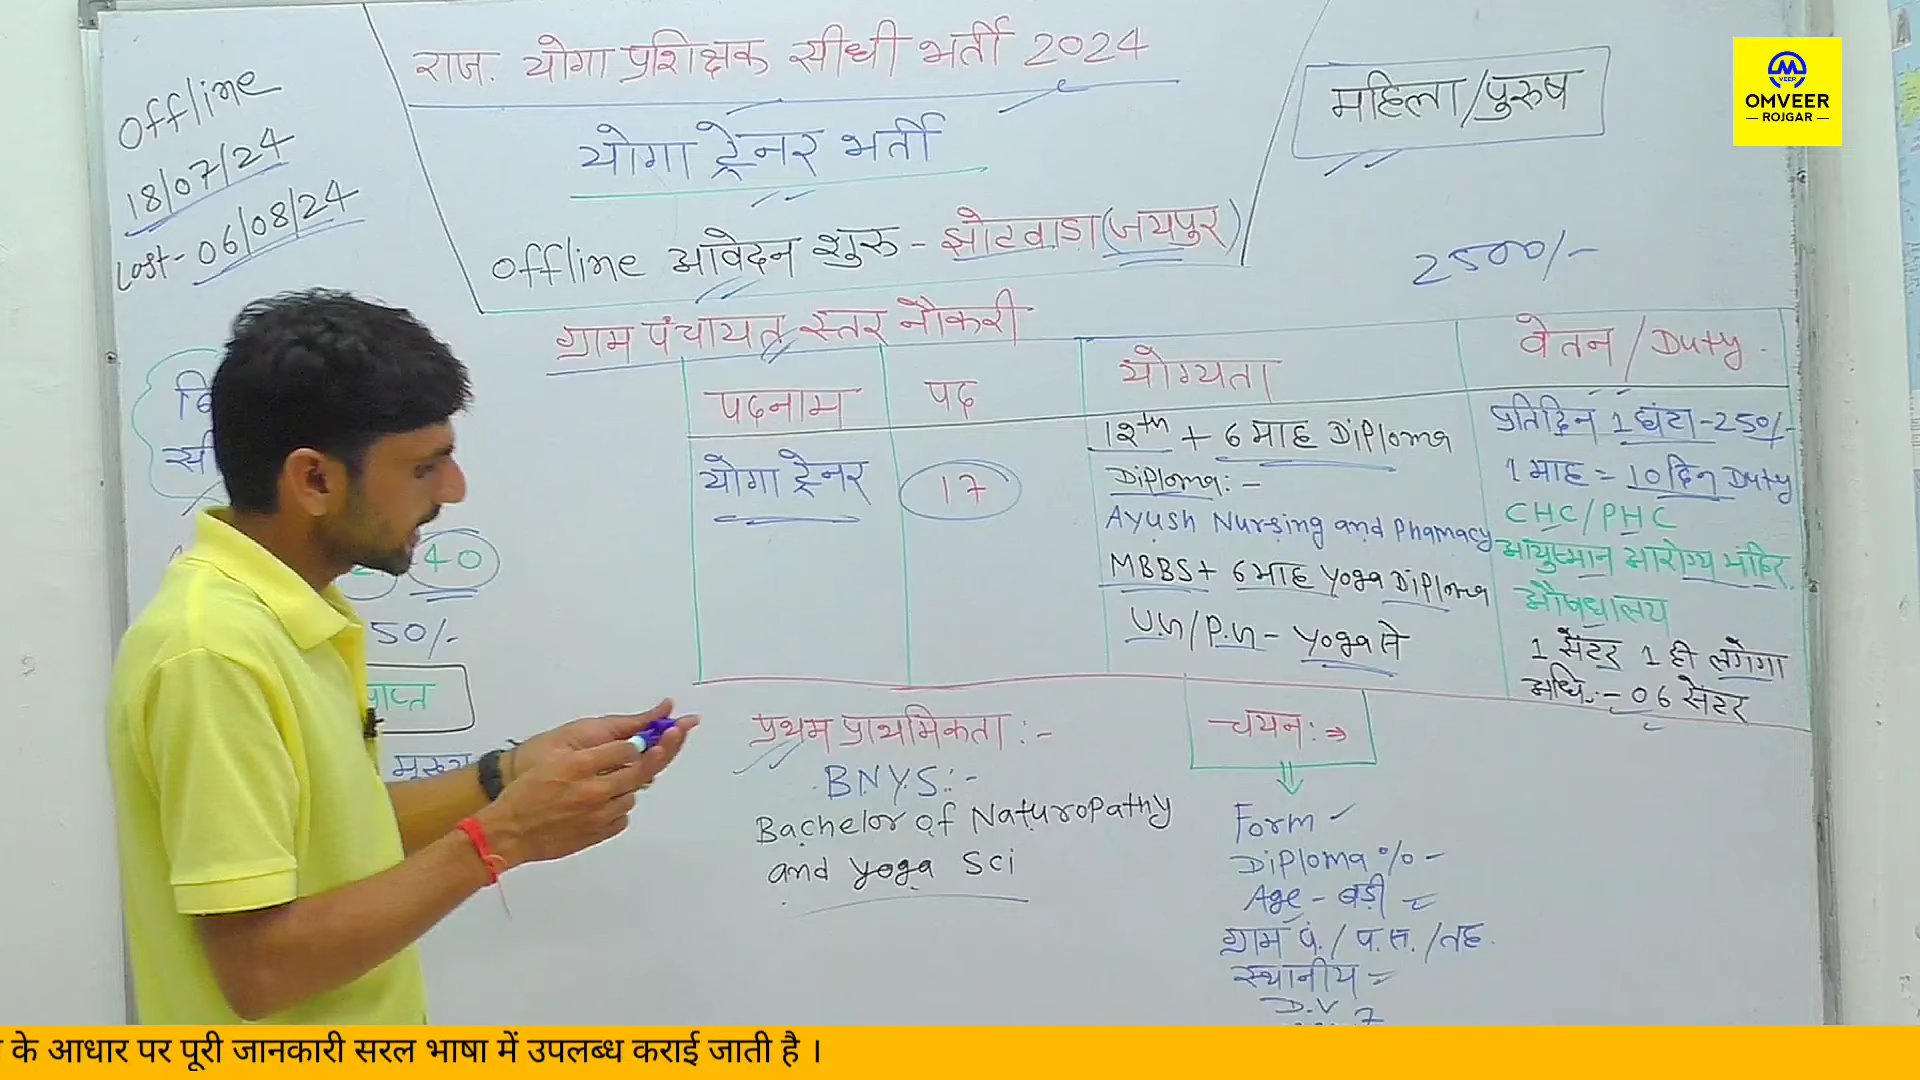 राज. योगा प्रशिक्षक सीधी भर्ती 2024
योगा ट्रेनर भर्ती
offline आवेदन शुरु - झोटवाडा (जयपुर)
offline
18/07/24
Last - 06/08/24
महिला/पुरुष
VEER
OMVEER
ROJGAR
2500/-
ग्राम पंचायत स्तर नौकरी
पदनाम
पद
योग्यता
वेतन / Duty
योगा ट्रेनर
17
12th + 6 माह Diploma
Diploma: -
Ayush Nursing and Phamacy
MBBS + 6 माह Yoga Diploma
U.G/P.G - Yoga से
प्रतिदिन 1 घंटा - 250/-
1 माह = 10 दिन Duty
CHC/PHC
आयुष्मान आरोग्य मंदिर
औषधालय
1 सेंटर 1 ही लगेगा
अधि. :- 06 सेंटर
40
50/-
प्रथम प्राथमिकता : -
BNYS : -
Bachelor of Naturopathy
and Yoga Sci
चयन : ⇒
Form
Diploma % -
Age - बड़ी
ग्राम पं. / प.स. / तह.
स्थानीय
D.V
के आधार पर पूरी जानकारी सरल भाषा में उपलब्ध कराई जाती है ।